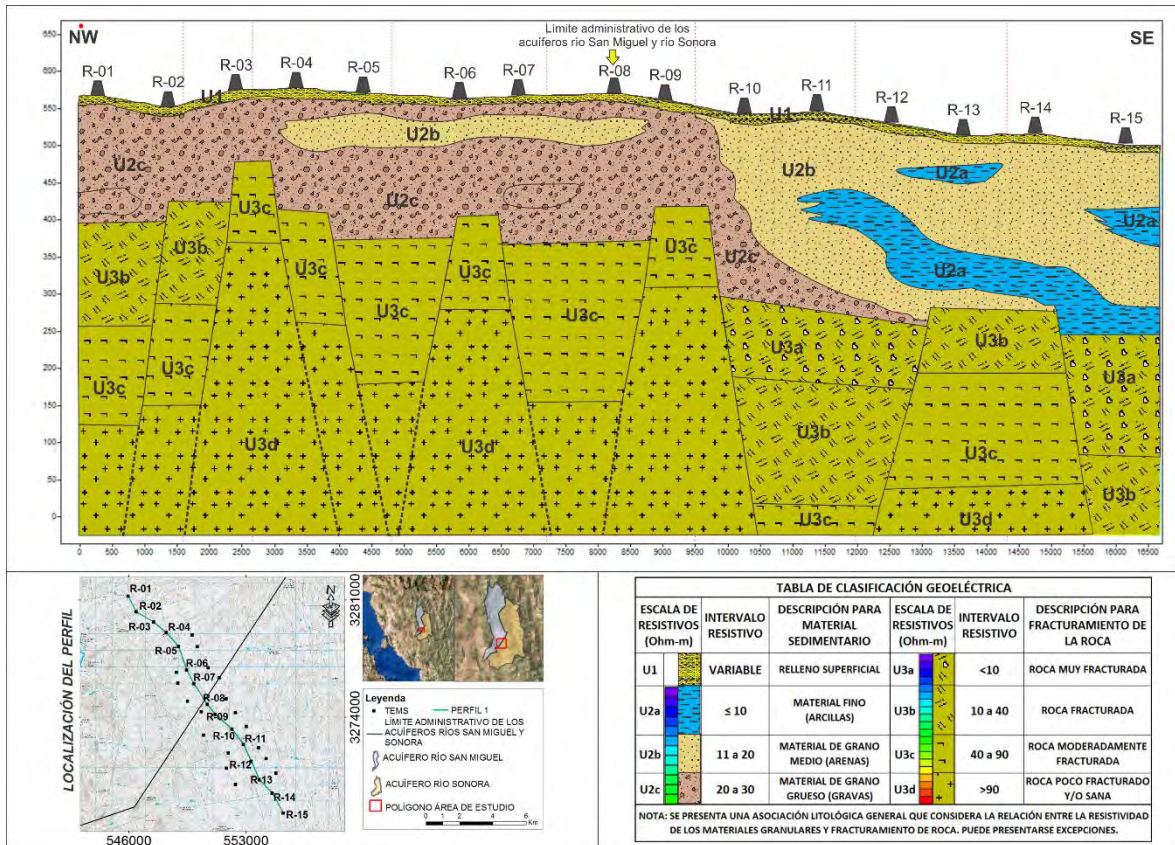 Límite administrativo de los
acuíferos río San Miguel y río Sonora
NW
SE
R-01
R-02
R-03
R-04
R-05
R-06
R-07
R-08
R-09
R-10
R-11
R-12
R-13
R-14
R-15
U1
U1
U2b
U2c
U2c
U2b
U2a
U2a
U2a
U2c
U3c
U3b
U3b
U3c
U3c
U3c
U3c
U3c
U3c
U3c
U3d
U3d
U3a
U3b
U3c
U3b
U3c
U3d
U3a
U3b
650
600
550
500
450
400
350
300
250
200
150
100
50
0
0 500 1000 1500 2000 2500 3000 3500 4000 4500 5000 5500 6000 6500 7000 7500 8000 8500 9000 9500 10000 10500 11000 11500 12000 12500 13000 13500 14000 14500 15000 15500 16000 16500
LOCALIZACIÓN DEL PERFIL
R-01
R-02
R-03
R-04
R-05
R-06
R-07
R-08
R-09
R-10
R-11
R-12
R-13
R-14
R-15
N
3281000
3274000
546000
553000
Leyenda
TEMS
PERFIL 1
LÍMITE ADMINISTRATIVO DE LOS
ACUÍFEROS RÍOS SAN MIGUEL Y
SONORA
ACUÍFERO RÍO SAN MIGUEL
ACUÍFERO RÍO SONORA
POLÍGONO ÁREA DE ESTUDIO
0 2 4 6
Km
TABLA DE CLASIFICACIÓN GEOELÉCTRICA
ESCALA DE RESISTIVOS (Ohm-m) INTERVALO RESISTIVO DESCRIPCIÓN PARA MATERIAL SEDIMENTARIO ESCALA DE RESISTIVOS (Ohm-m) INTERVALO RESISTIVO DESCRIPCIÓN PARA FRACTURAMIENTO DE LA ROCA
U1 VARIABLE RELLENO SUPERFICIAL U3a <10 ROCA MUY FRACTURADA
U2a ≤ 10 MATERIAL FINO (ARCILLAS) U3b 10 a 40 ROCA FRACTURADA
U2b 11 a 20 MATERIAL DE GRANO MEDIO (ARENAS) U3c 40 a 90 ROCA MODERADAMENTE FRACTURADA
U2c 20 a 30 MATERIAL DE GRANO GRUESO (GRAVAS) U3d >90 ROCA POCO FRACTURADO Y/O SANA
NOTA: SE PRESENTA UNA ASOCIACIÓN LITOLÓGICA GENERAL QUE CONSIDERA LA RELACIÓN ENTRE LA RESISTIVIDAD
DE LOS MATERIALES GRANULARES Y FRACTURAMIENTO DE ROCA. PUEDE PRESENTARSE EXCEPCIONES.